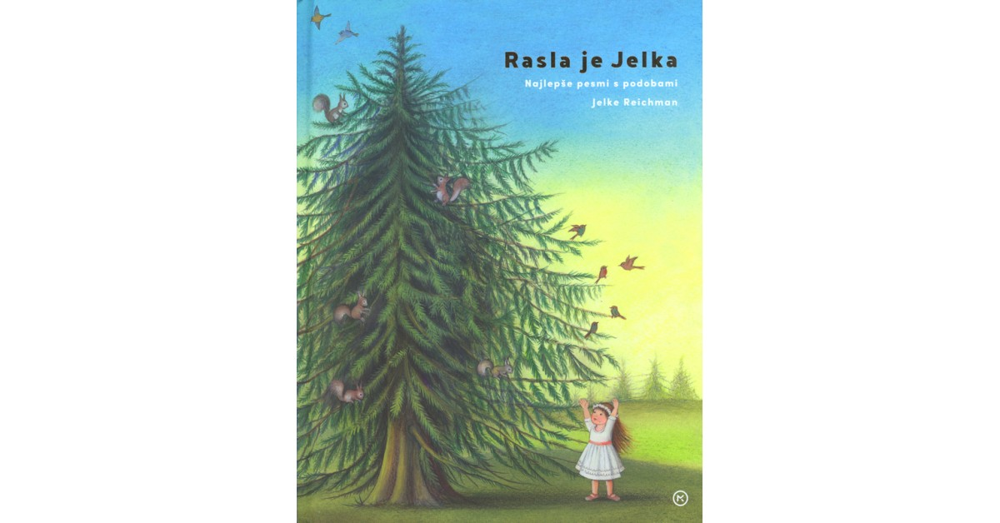 Rasla je Jelka
Najlepše pesmi s podobami
Jelke Reichman